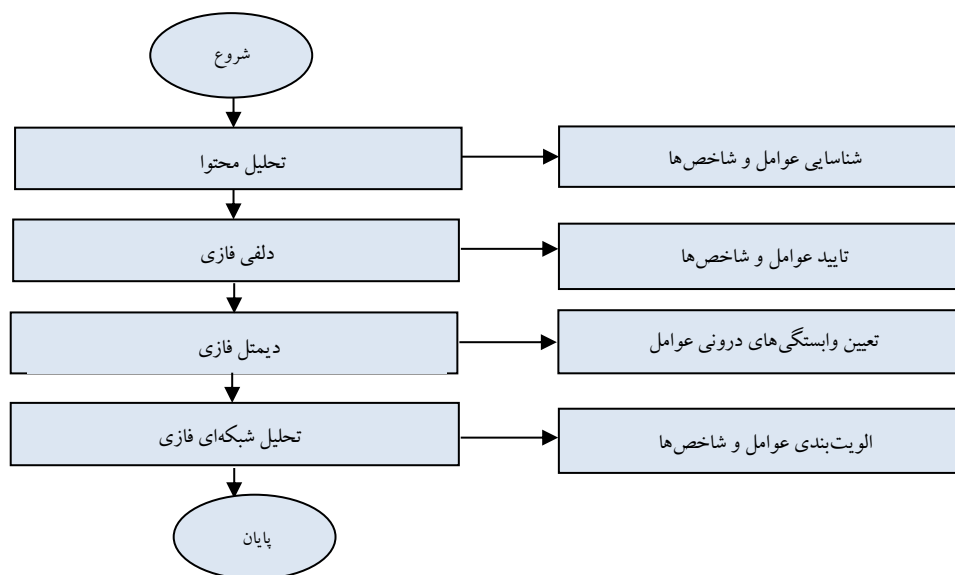 شروع
تحلیل محتوا
شناسایی عوامل و شاخص‌ها
دلفی فازی
تایید عوامل و شاخص‌ها
دیمتل فازی
تعیین وابستگی‌های درونی عوامل
تحلیل شبکه‌ای فازی
الویت‌بندی عوامل و شاخص‌ها
پایان